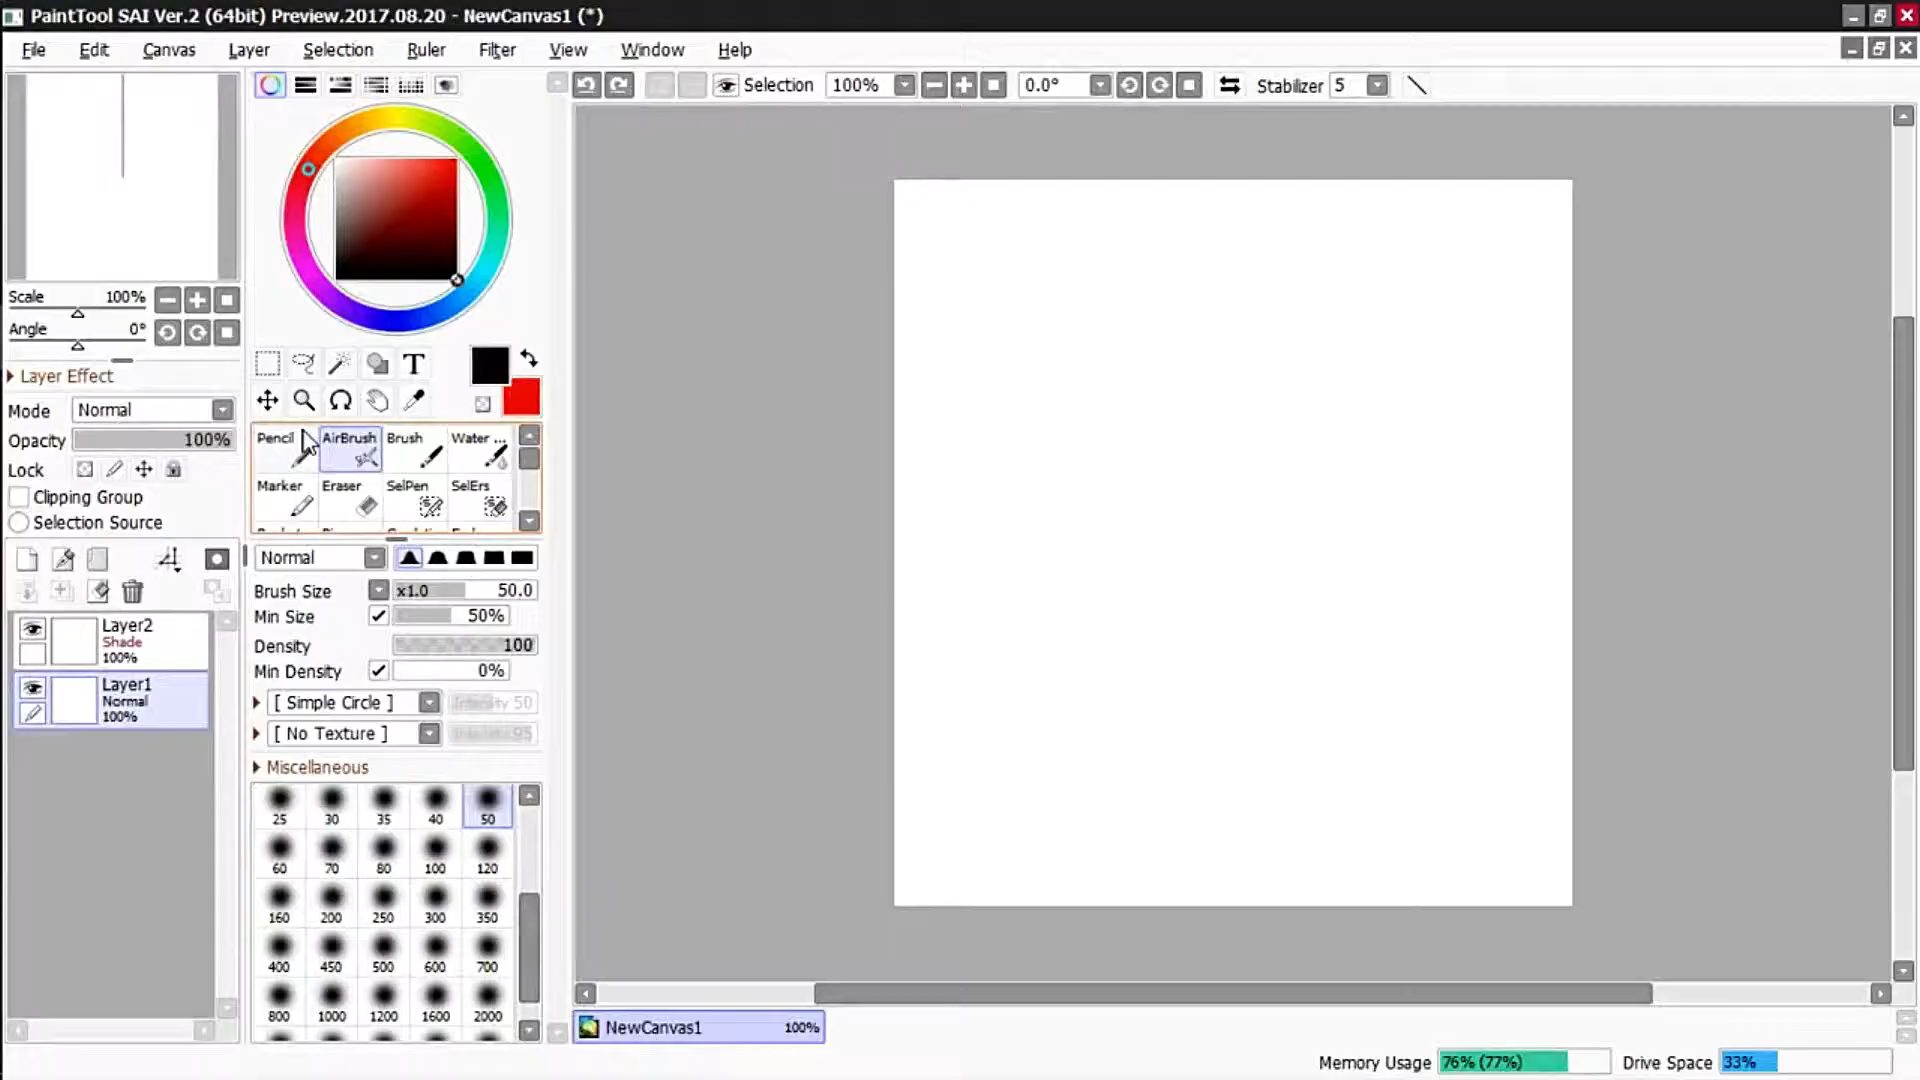 PaintTool SAI Ver.2 (64bit) Preview.2017.08.20 - NewCanvas1 (*)
File Edit Canvas Layer Selection Ruler Filter View Window Help
Selection 100% 0.0° Stabilizer 5
Scale 100%
Angle 0°
Layer Effect
Mode Normal
Opacity 100%
Lock
Clipping Group
Selection Source
Layer2
Shade
100%
Layer1
Normal
100%
T
Pencil AirBrush Brush Water ...
Marker Eraser SelPen SelErs
Normal
Brush Size x1.0 50.0
Min Size 50%
Density 100
Min Density 0%
[ Simple Circle ] Intensity 50
[ No Texture ] 95
Miscellaneous
25 30 35 40 50
60 70 80 100 120
160 200 250 300 350
400 450 500 600 700
800 1000 1200 1600 2000
NewCanvas1 100%
Memory Usage 76% (77%) Drive Space 33%